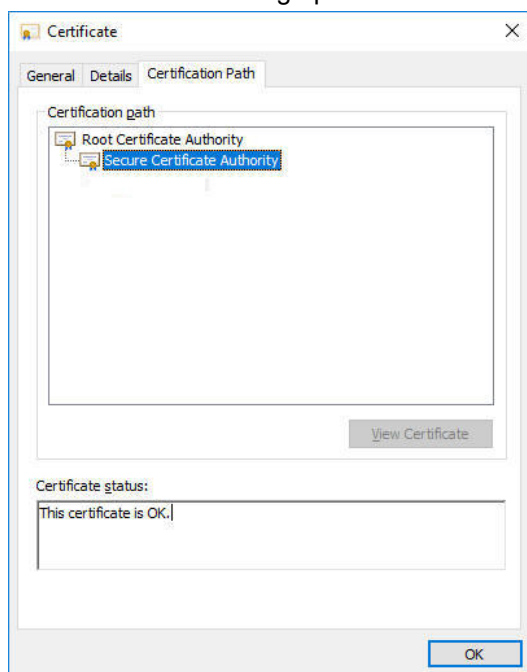 Certificate
General Details Certification Path
Certification path
Root Certificate Authority
Secure Certificate Authority
View Certificate
Certificate status:
This certificate is OK.
OK